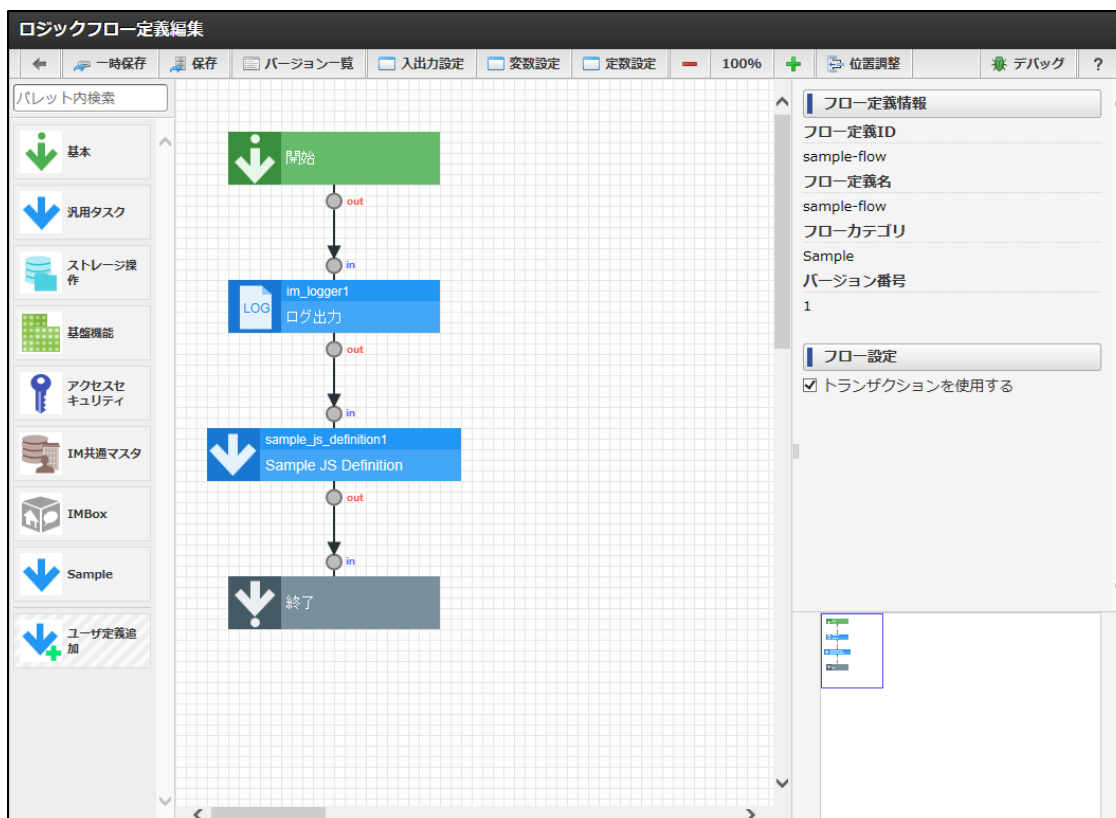 ロジックフロー定義編集
一時保存 保存 バージョン一覧 入出力設定 変数設定 定数設定 100% 位置調整 デバッグ ?
パレット内検索
基本
汎用タスク
ストレージ操
作
基盤機能
アクセスセ
キュリティ
IM共通マスタ
IMBox
Sample
ユーザ定義追
加
開始
out
in
im_logger1
LOG
ログ出力
out
in
sample_js_definition1
Sample JS Definition
out
in
終了
フロー定義情報
フロー定義ID
sample-flow
フロー定義名
sample-flow
フローカテゴリ
Sample
バージョン番号
1
フロー設定
トランザクションを使用する